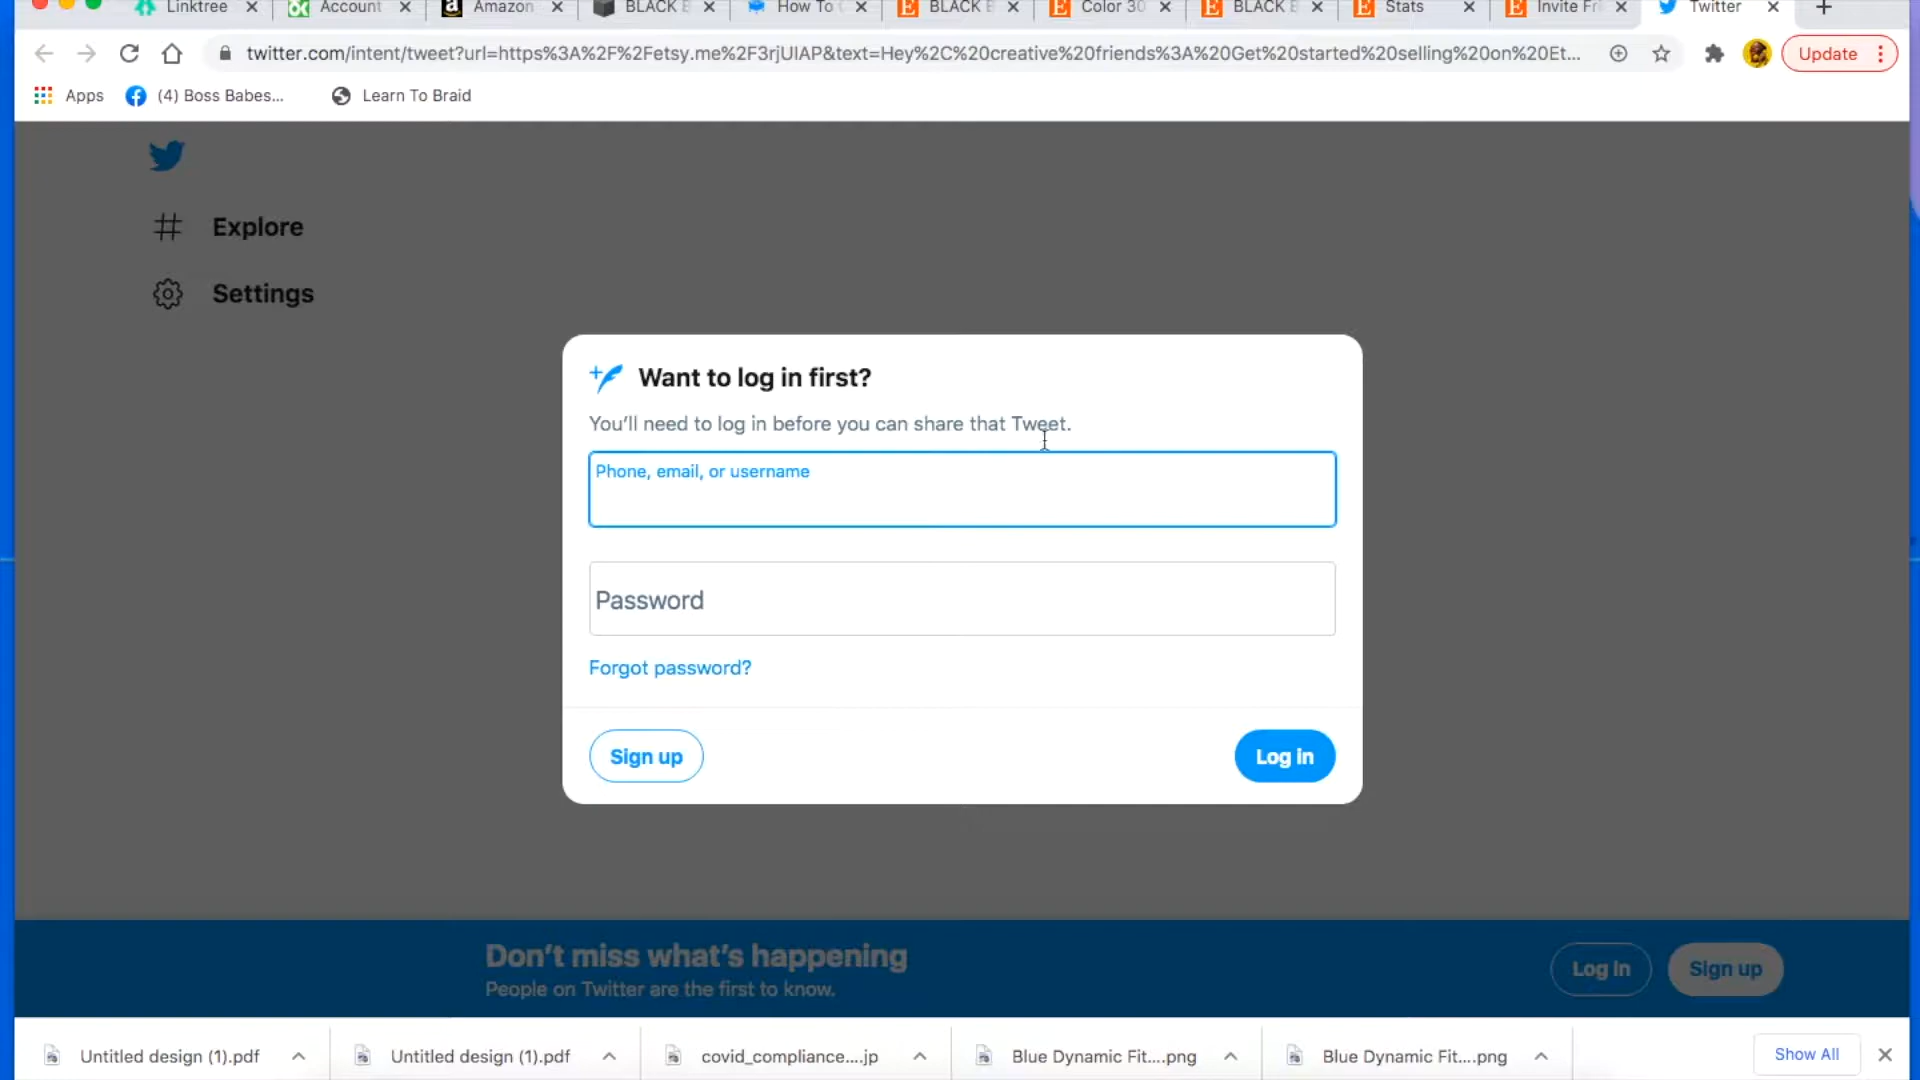 Linktree
Account
Amazon
BLACK
How To
BLACK
Color 30
BLACK
Stats
Invite
Twitter
twitter.com/intent/tweet?url=https%3A%2F%2Fetsy.me%2F3rjUIAP&text=Hey%2C%20creative%20friends%3A%20Get%20started%20selling%20on%20Et...
Update
Apps
(4) Boss Babes...
Learn To Braid
Explore
Settings
Want to log in first?
You'll need to log in before you can share that Tweet.
Phone, email, or username
Password
Forgot password?
Sign up
Log in
Don't miss what's happening
People on Twitter are the first to know.
Log in
Sign up
Untitled design (1).pdf
Untitled design (1).pdf
covid_compliance....jp
Blue Dynamic Fit....png
Blue Dynamic Fit....png
Show All